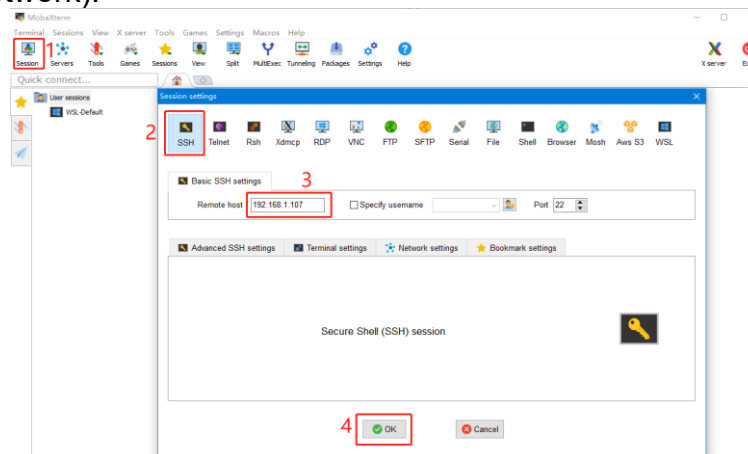 twork).
MobaXterm
Terminal Sessions View X server Tools Games Settings Macros Help
1
Session Servers Tools Games Sessions View Split MultiExec Tunneling Packages Settings Help X server
Quick connect...
User sessions
WSL-Default
Session settings
2
SSH Telnet Rsh Xdmcp RDP VNC FTP SFTP Serial File Shell Browser Mosh Aws S3 WSL
Basic SSH settings 3
Remote host 192.168.1.107 Specify username Port 22
Advanced SSH settings Terminal settings Network settings Bookmark settings
Secure Shell (SSH) session
4 OK Cancel